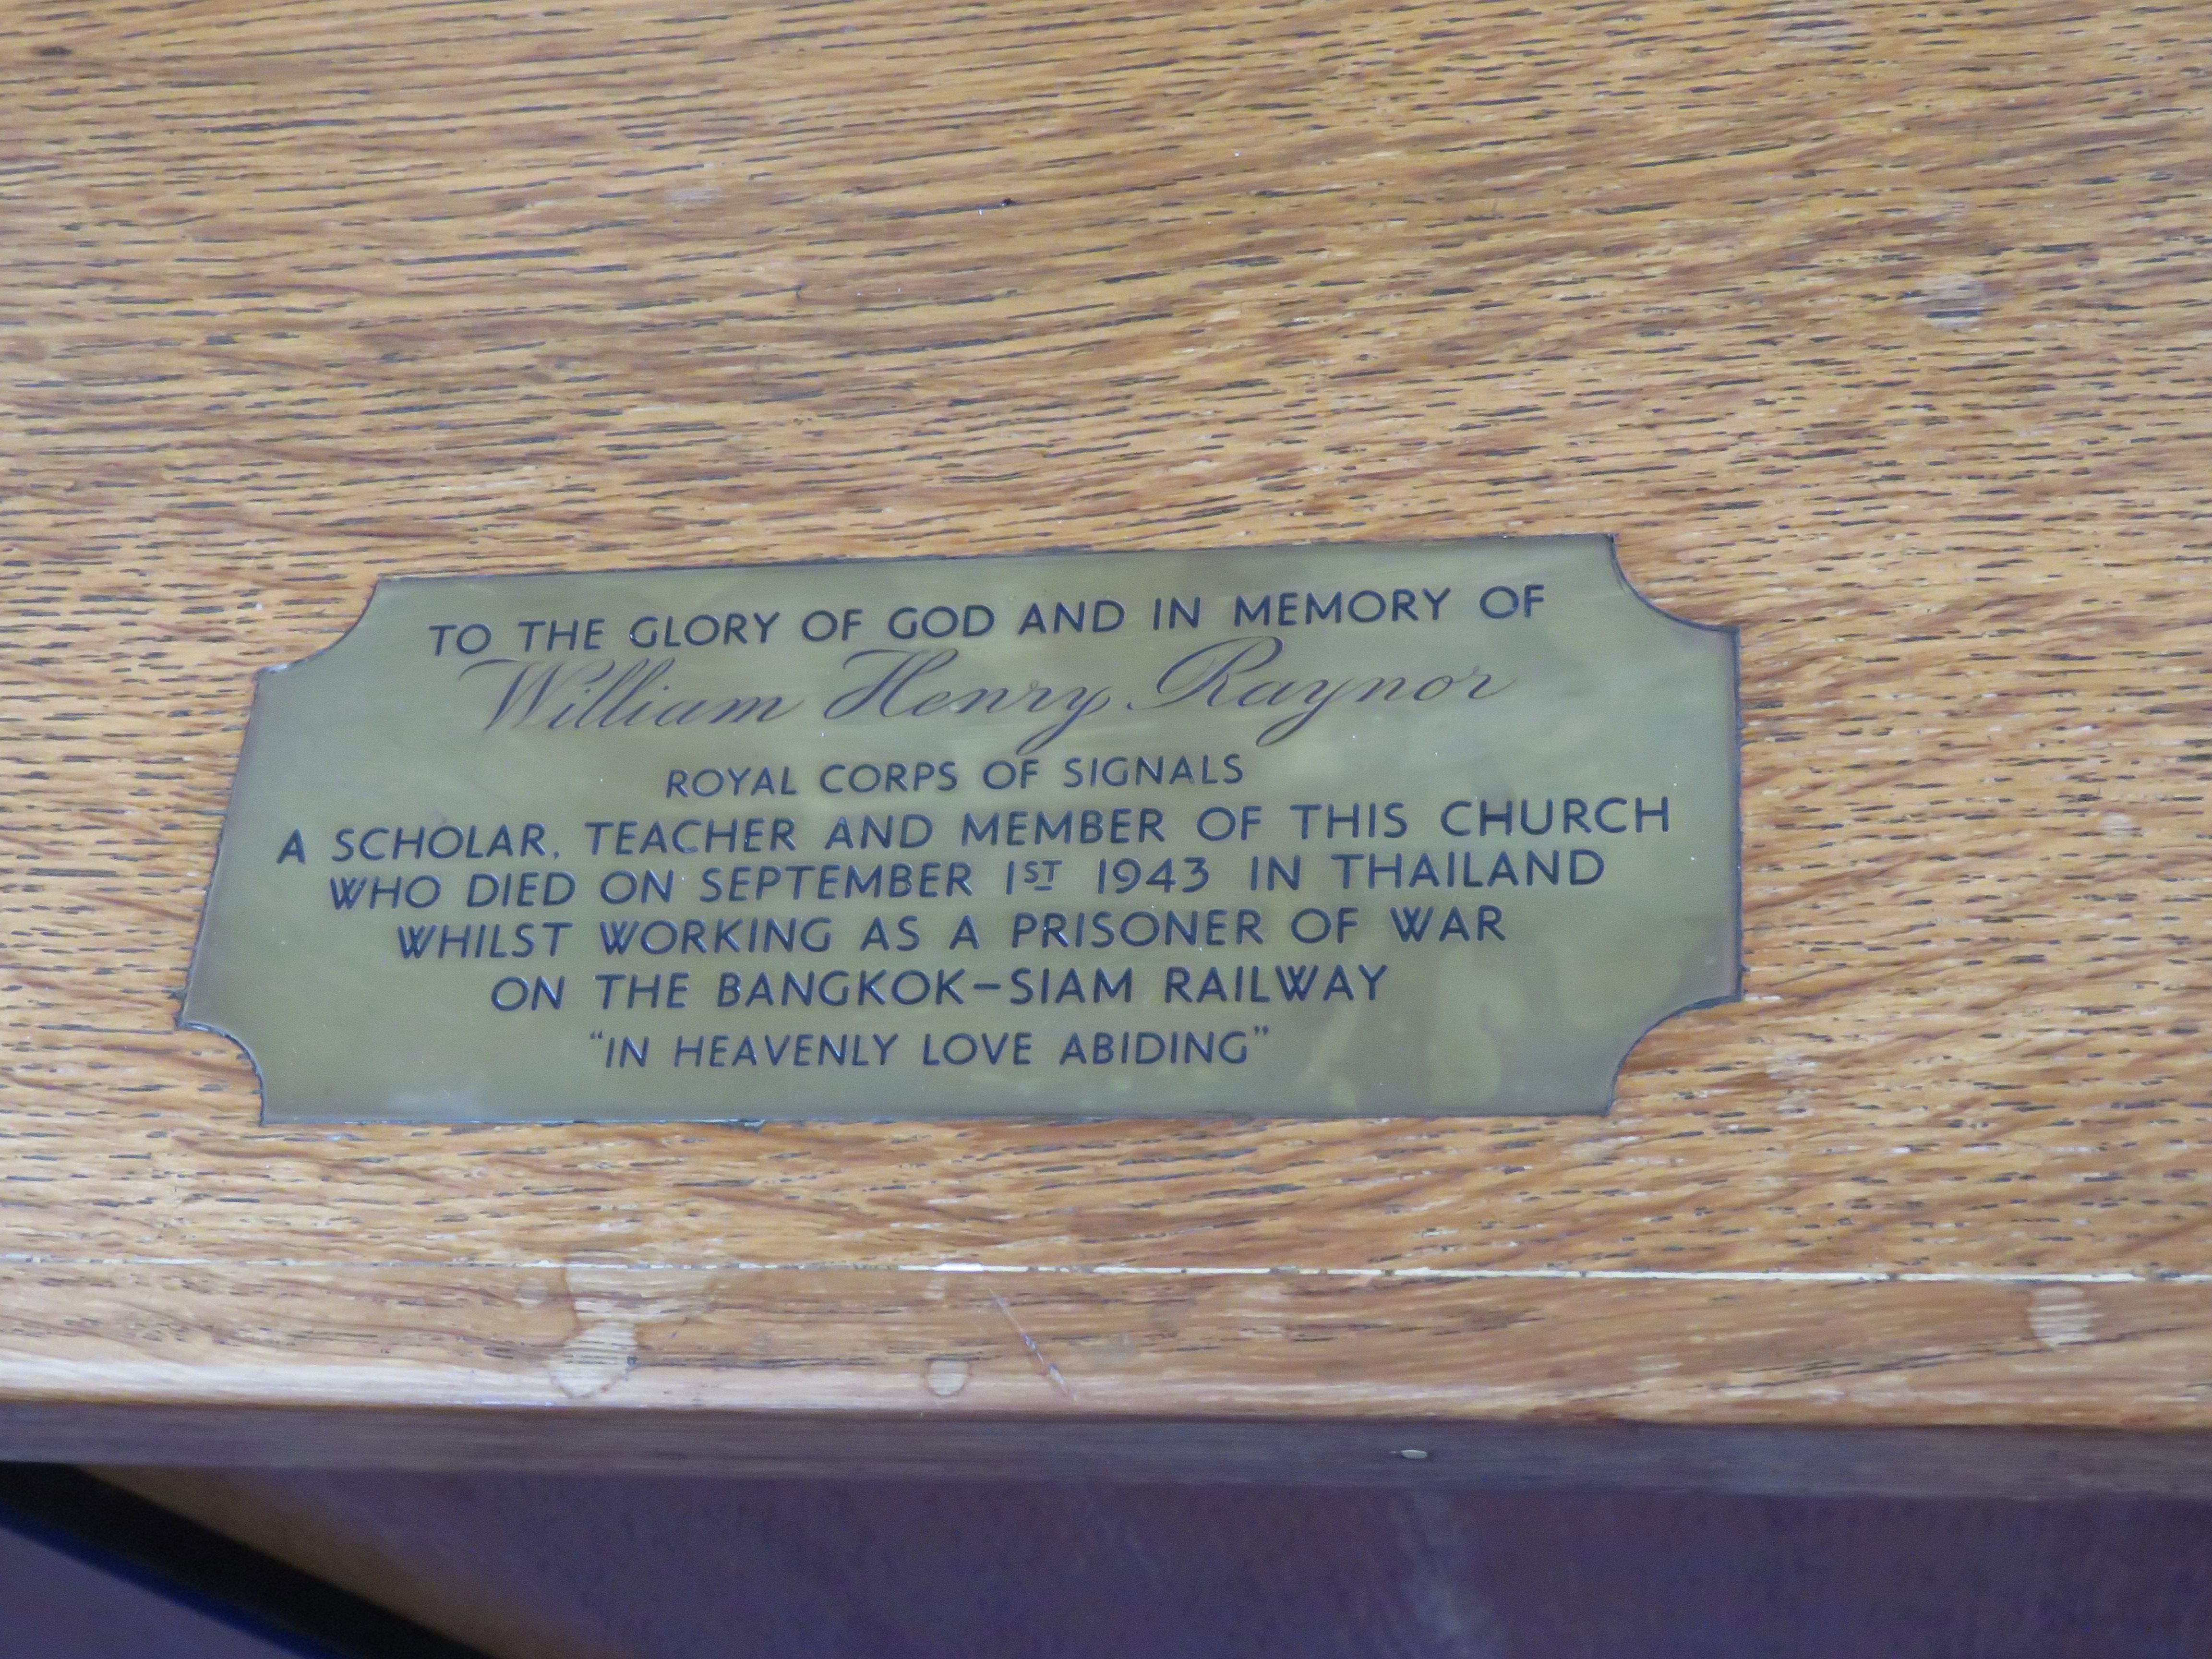 TO THE GLORY OF GOD AND IN MEMORY OF
William Henry Raynor
ROYAL CORPS OF SIGNALS
A SCHOLAR, TEACHER AND MEMBER OF THIS CHURCH
WHO DIED ON SEPTEMBER 1ST 1943 IN THAILAND
WHILST WORKING AS A PRISONER OF WAR
ON THE BANGKOK–SIAM RAILWAY
“IN HEAVENLY LOVE ABIDING”